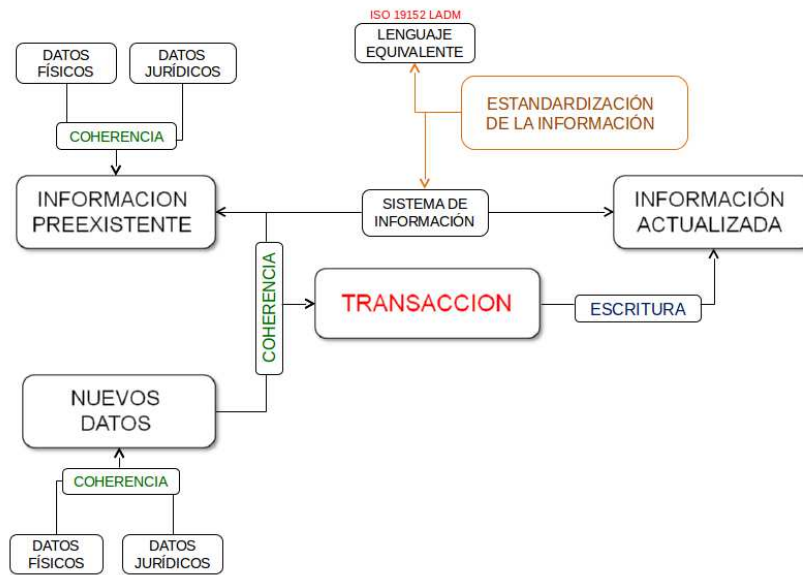 ISO 19152 LADM
LENGUAJE
EQUIVALENTE
DATOS
FÍSICOS
DATOS
JURÍDICOS
ESTANDARDIZACIÓN
DE LA INFORMACIÓN
COHERENCIA
INFORMACION
PREEXISTENTE
SISTEMA DE
INFORMACIÓN
INFORMACIÓN
ACTUALIZADA
COHERENCIA
TRANSACCION
ESCRITURA
NUEVOS
DATOS
COHERENCIA
DATOS
FÍSICOS
DATOS
JURÍDICOS